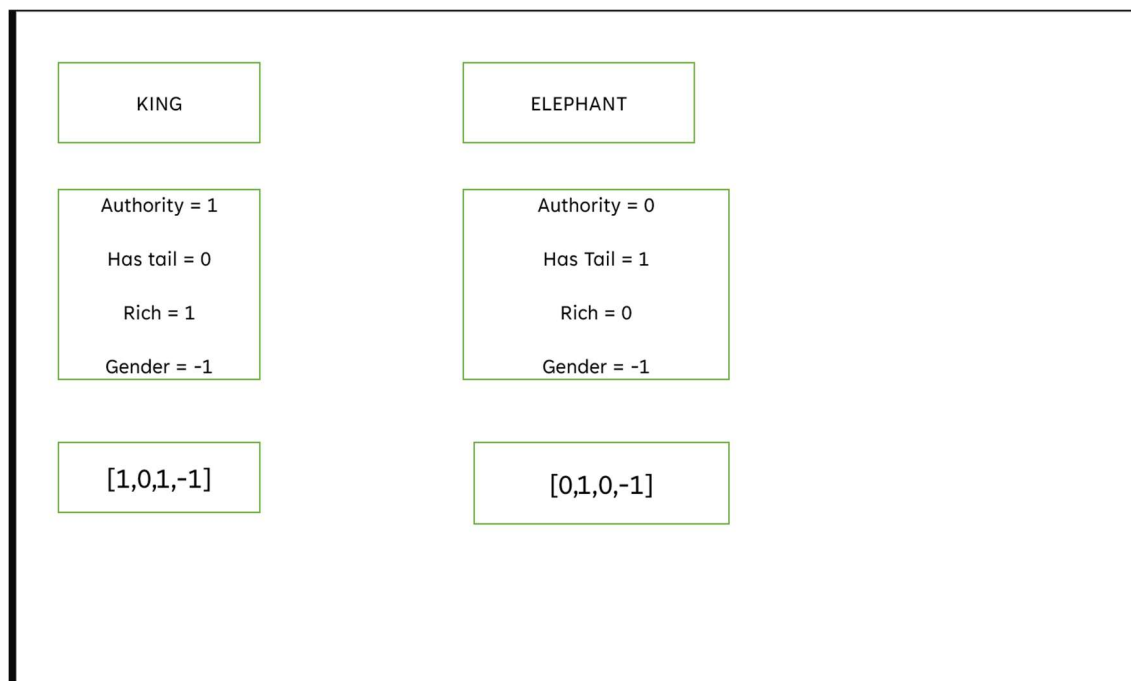 KING
ELEPHANT
Authority = 1
Has tail = 0
Rich = 1
Gender = -1
Authority = 0
Has Tail = 1
Rich = 0
Gender = -1
[1,0,1,-1]
[0,1,0,-1]